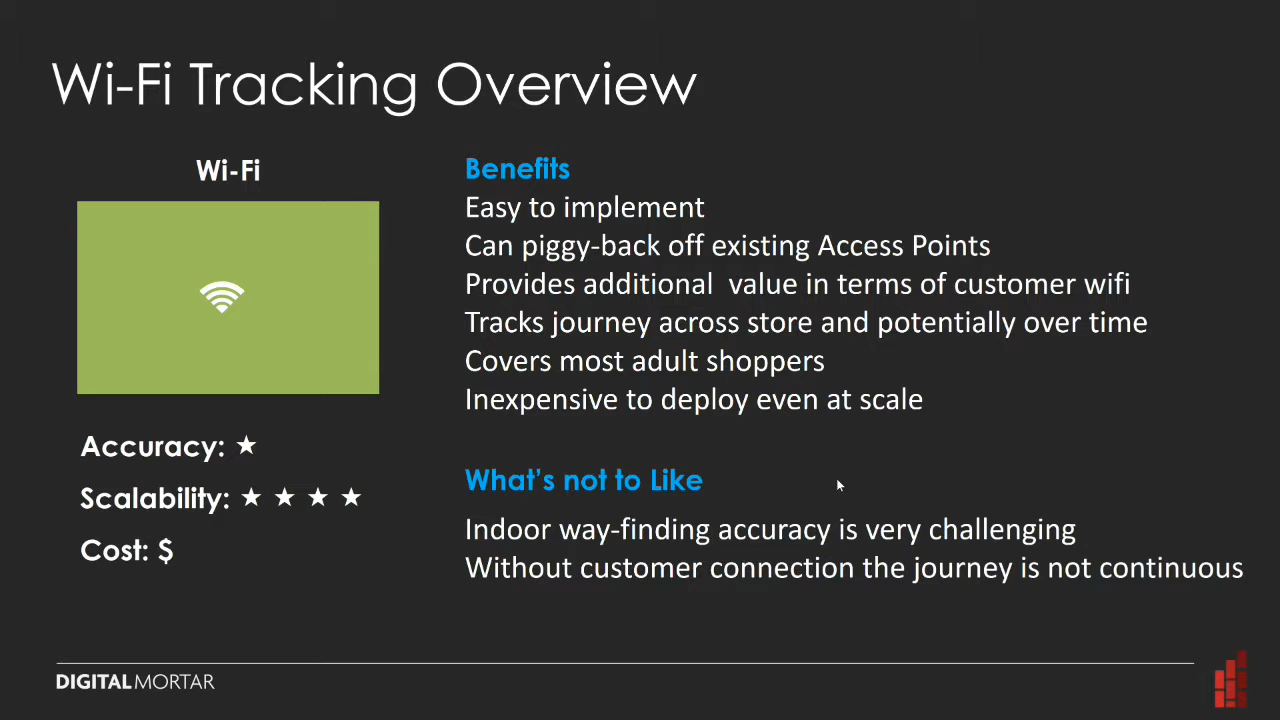 Wi-Fi Tracking Overview
Wi-Fi
Accuracy: ★
Scalability: ★ ★ ★ ★
Cost: $
Benefits
Easy to implement
Can piggy-back off existing Access Points
Provides additional  value in terms of customer wifi
Tracks journey across store and potentially over time
Covers most adult shoppers
Inexpensive to deploy even at scale
What's not to Like
Indoor way-finding accuracy is very challenging
Without customer connection the journey is not continuous
DIGITALMORTAR